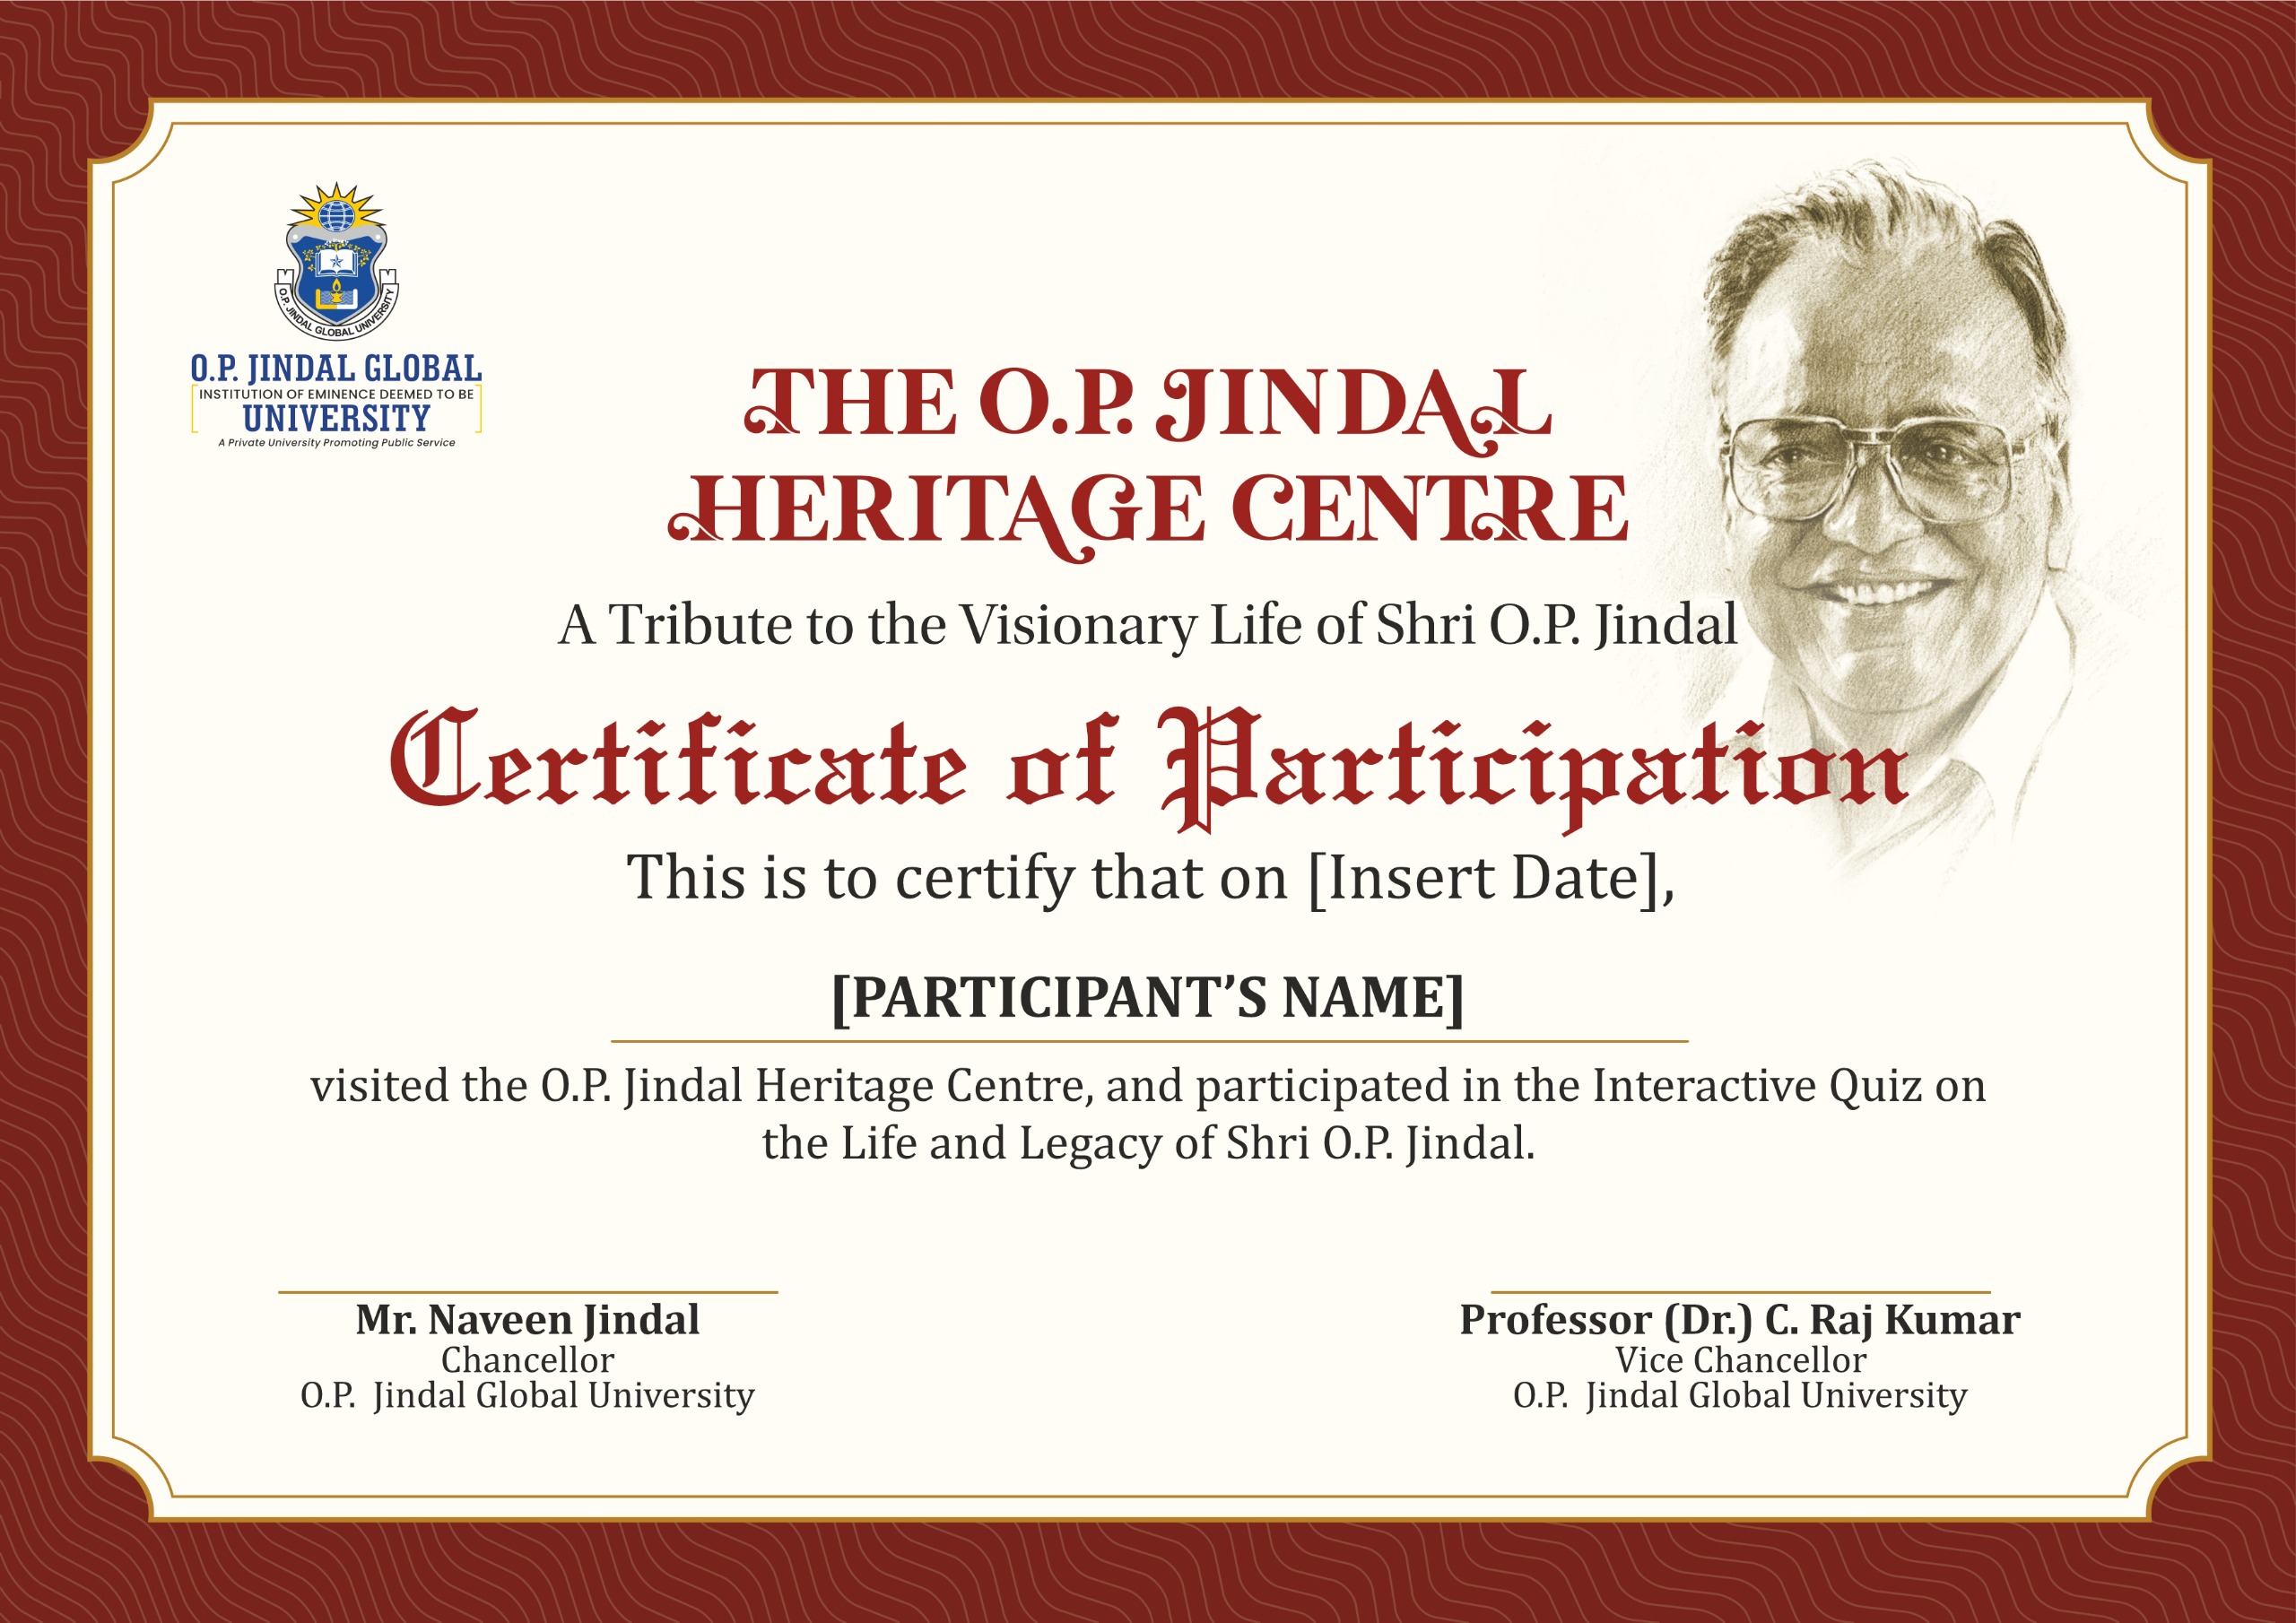 O.P. JINDAL GLOBAL UNIVERSITY
O.P. JINDAL GLOBAL
INSTITUTION OF EMINENCE DEEMED TO BE
UNIVERSITY
A Private University Promoting Public Service
THE O.P. JINDAL
HERITAGE CENTRE
A Tribute to the Visionary Life of Shri O.P. Jindal
Certificate of Participation
This is to certify that on [Insert Date],
[PARTICIPANT’S NAME]
visited the O.P. Jindal Heritage Centre, and participated in the Interactive Quiz on
the Life and Legacy of Shri O.P. Jindal.
Mr. Naveen Jindal
Chancellor
O.P. Jindal Global University
Professor (Dr.) C. Raj Kumar
Vice Chancellor
O.P. Jindal Global University